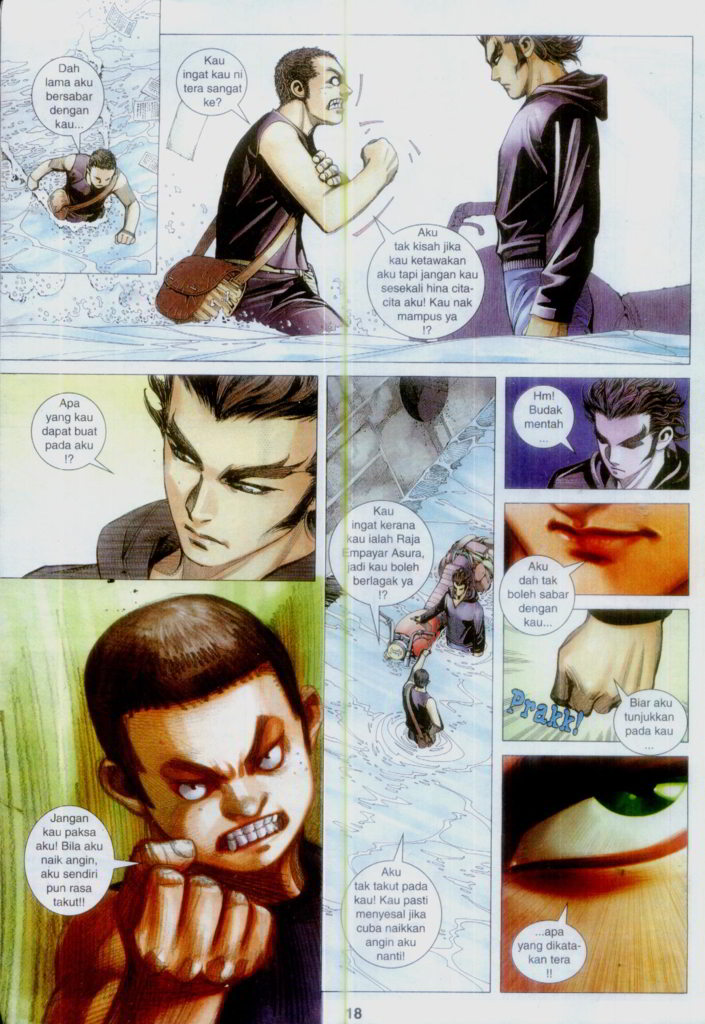 Dah
lama aku
bersabar
dengan
kau...
Kau
ingat kau ni
tera sangat
ke?
Aku
tak kisah jika
kau ketawakan
aku tapi jangan kau
sesekali hina cita-
cita aku! Kau nak
mampus ya
!?
Apa
yang kau
dapat buat
pada aku
!?
Jangan
kau paksa
aku! Bila aku
naik angin,
aku sendiri
pun rasa
takut!!
Kau
ingat kerana
kau ialah Raja
Empayar Asura,
jadi kau boleh
berlagak ya
!?
Aku
tak takut pada
kau! Kau pasti
menyesal jika
cuba naikkan
angin aku
nanti!
Hm!
Budak
mentah
...
Aku
dah tak
boleh sabar
dengan
kau...
Prakk!
Biar aku
tunjukkan
pada kau
...
...apa
yang dikata-
kan tera
!!
18